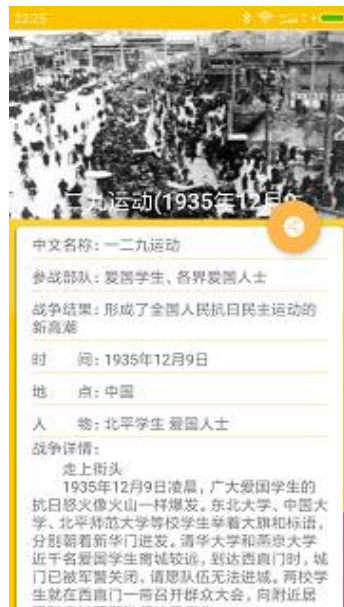 22:25
一二九运动(1935年12月9
中文名称：一二九运动
参战部队：爱国学生、各界爱国人士
战争结果：形成了全国人民抗日民主运动的
新高潮
时 间：1935年12月9日
地 点：中国
人 物：北平学生 爱国人士
战争详情：
走上街头
1935年12月9日凌晨，广大爱国学生的
抗日怒火像火山一样爆发。东北大学、中国大
学、北平师范大学等校学生举着大旗和标语，
分别朝着新华门进发。清华大学和燕京大学
近千名爱国学生离城较远，到达西直门时，城
门已被军警关闭，请愿队伍无法进城。两校学
生就在西直门一带召开群众大会，向附近居